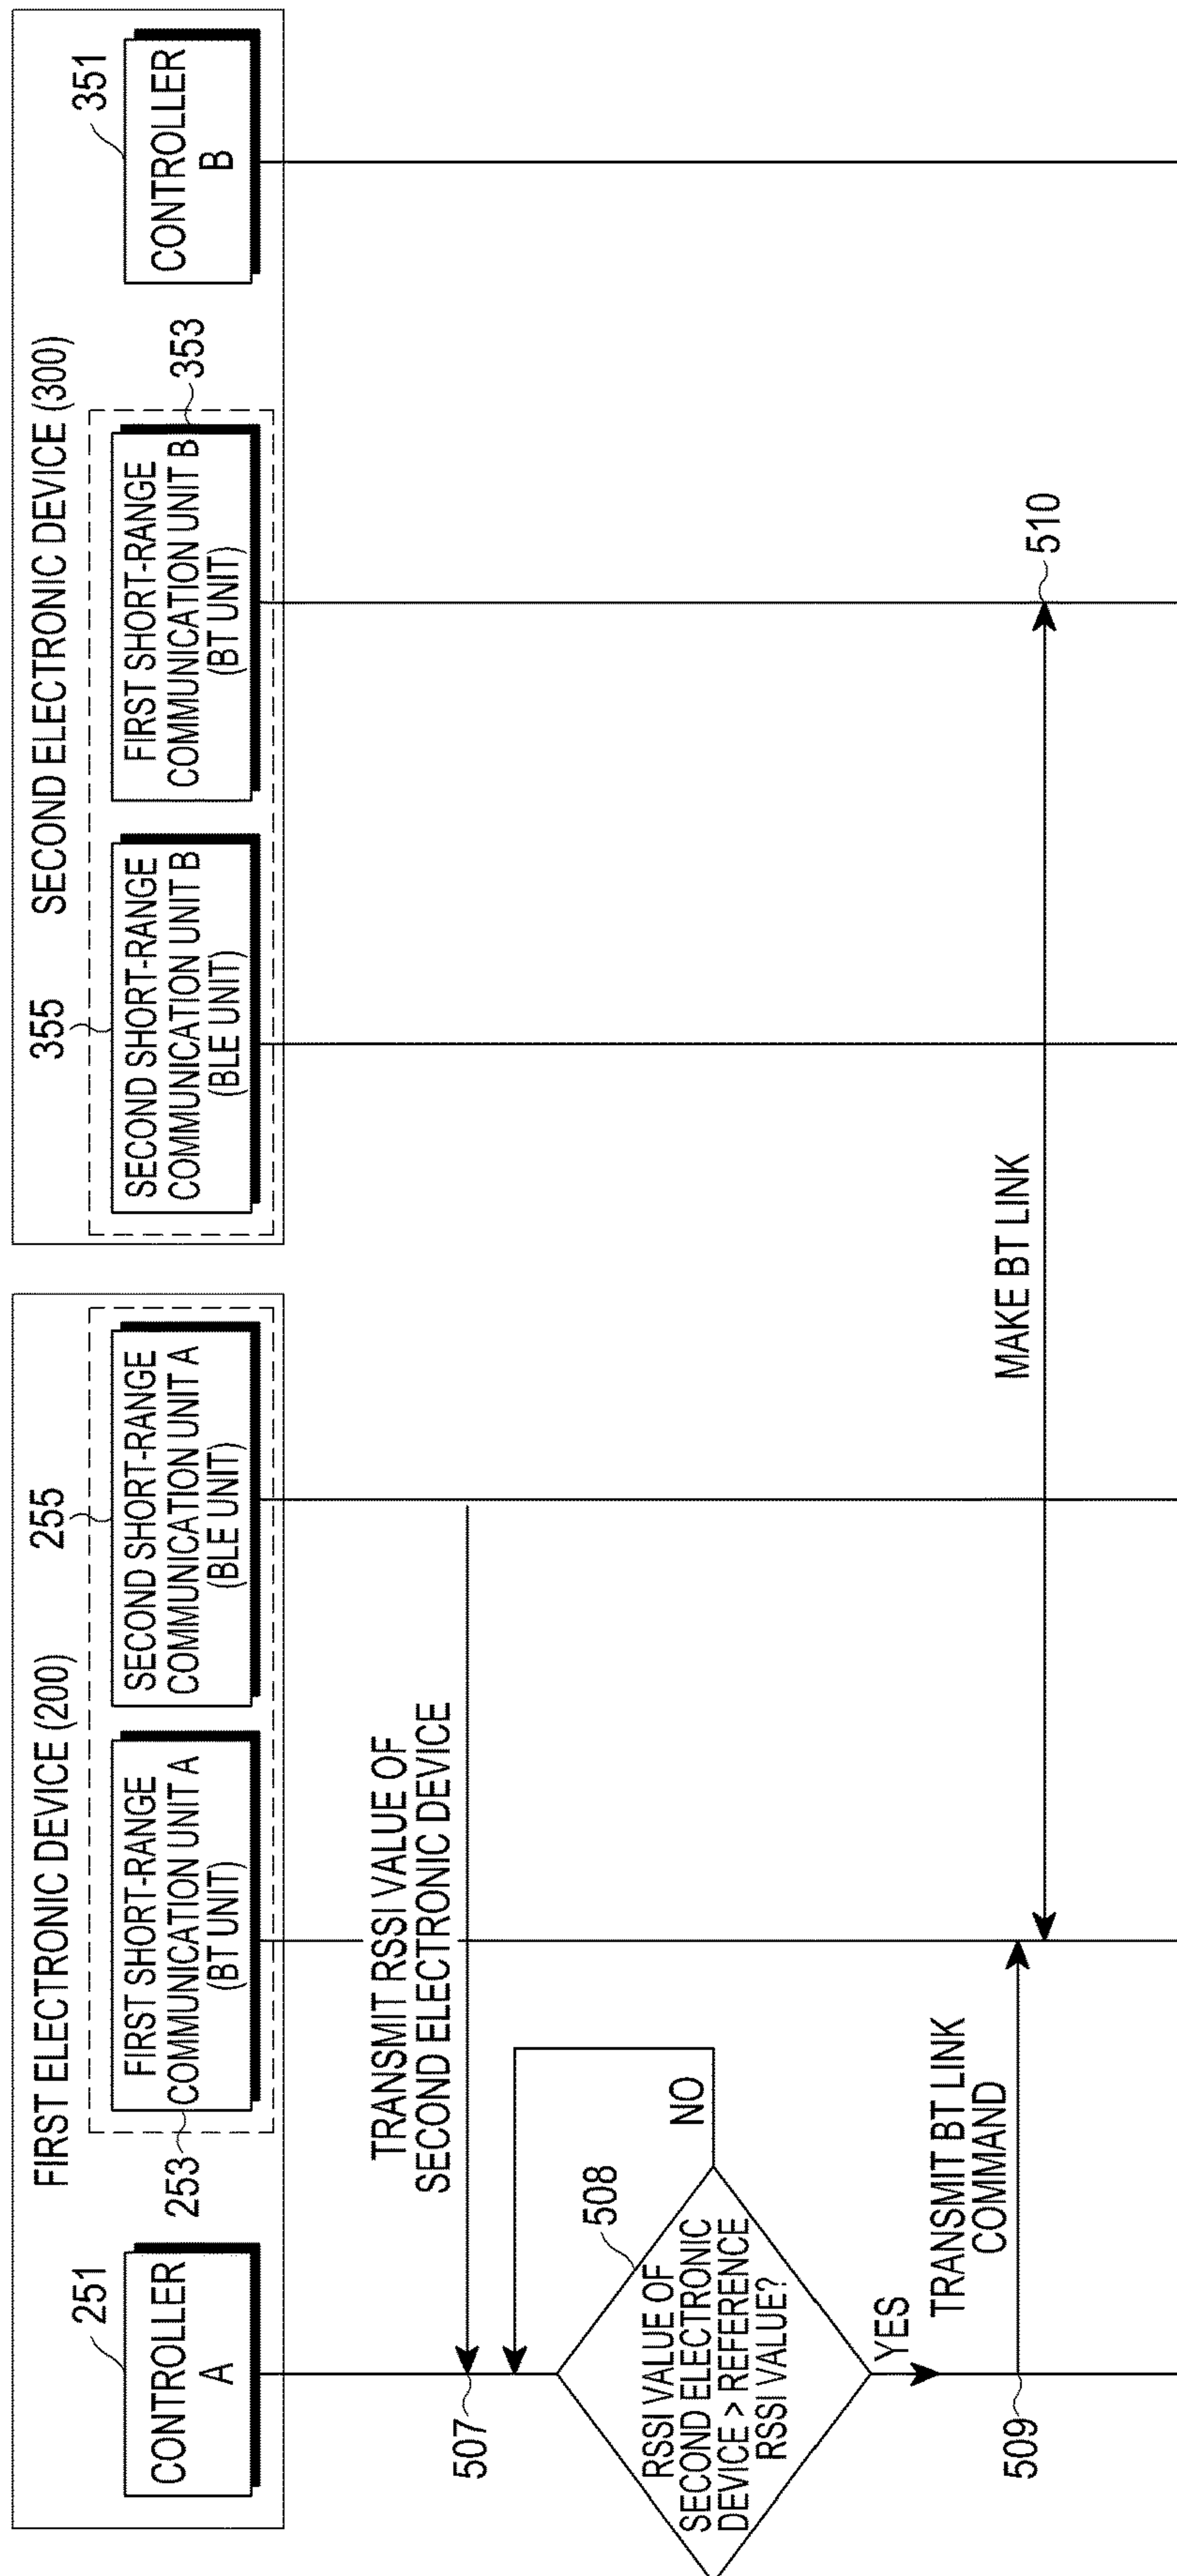 FIRST ELECTRONIC DEVICE (200)
251
CONTROLLER
A
253
FIRST SHORT-RANGE
COMMUNICATION UNIT A
(BT UNIT)
255
SECOND SHORT-RANGE
COMMUNICATION UNIT A
(BLE UNIT)
SECOND ELECTRONIC DEVICE (300)
355
SECOND SHORT-RANGE
COMMUNICATION UNIT B
(BLE UNIT)
353
FIRST SHORT-RANGE
COMMUNICATION UNIT B
(BT UNIT)
351
CONTROLLER
B
TRANSMIT RSSI VALUE OF
SECOND ELECTRONIC DEVICE
507
508
RSSI VALUE OF
SECOND ELECTRONIC
DEVICE > REFERENCE
RSSI VALUE?
NO
YES
TRANSMIT BT LINK
COMMAND
509
MAKE BT LINK
510